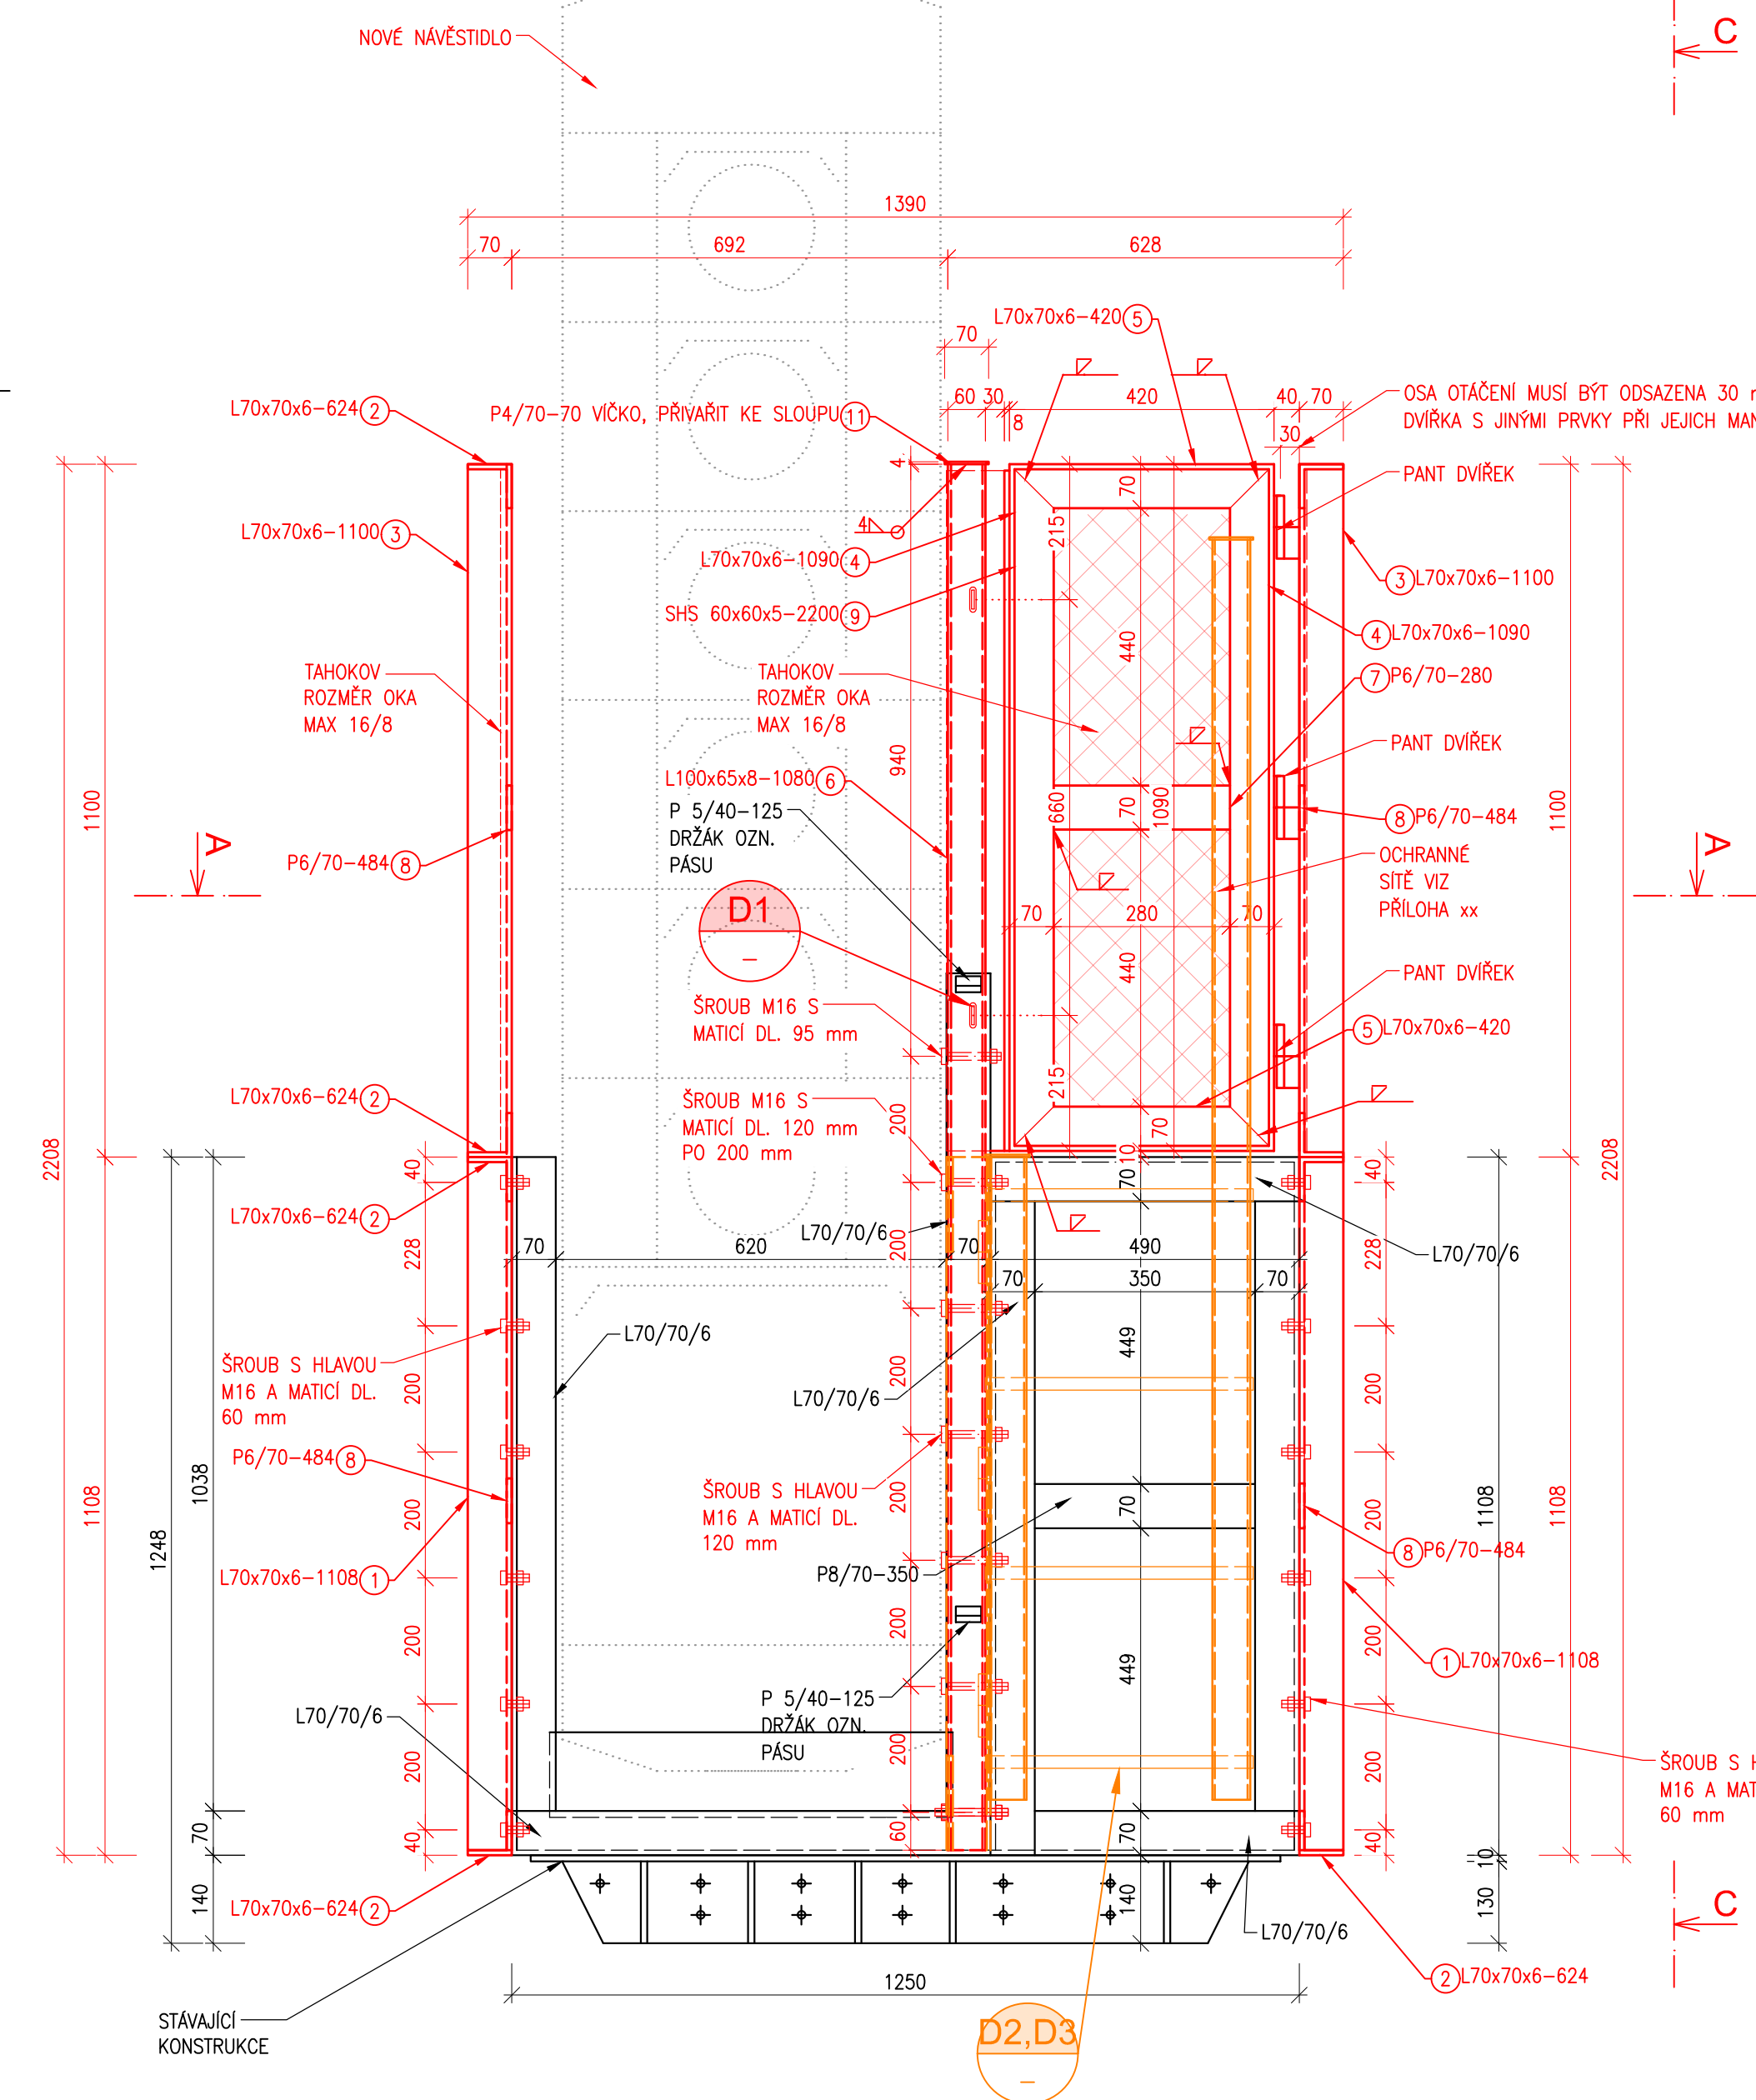 NOVÉ NÁVĚSTIDLO
C
1390
70
692
628
L70x70x6-420 5
70
60
30
8
420
40
70
30
OSA OTÁČENÍ MUSÍ BÝT ODSAZENA 30
DVÍŘKA S JINÝMI PRVKY PŘI JEJICH
L70x70x6-624 2
P4/70-70 VÍČKO, PŘIVAŘIT KE SLOUPU 11
4
PANT DVÍŘEK
70
215
L70x70x6-1100 3
4
L70x70x6-1090 4
3 L70x70x6-1100
SHS 60x60x5-2200 9
4 L70x70x6-1090
440
TAHOKOV
ROZMĚR OKA
MAX 16/8
TAHOKOV
ROZMĚR OKA
MAX 16/8
7 P6/70-280
PANT DVÍŘEK
940
L100x65x8-1080 6
P 5/40-125
DRŽÁK OZN.
PÁSU
1100
660
70
1090
8 P6/70-484
1100
A
A
P6/70-484 8
OCHRANNÉ
SÍTĚ VIZ
PŘÍLOHA xx
D1
–
70
280
70
440
PANT DVÍŘEK
ŠROUB M16 S
MATICÍ DL. 95 mm
5 L70x70x6-420
215
L70x70x6-624 2
ŠROUB M16 S
MATICÍ DL. 120 mm
PO 200 mm
200
70
10
2208
2208
40
40
70
L70x70x6-624 2
L70/70/6
228
70
620
200
70
490
L70/70/6
228
70
350
70
L70/70/6
449
ŠROUB S HLAVOU
M16 A MATICÍ DL.
60 mm
200
200
L70/70/6
200
P6/70-484 8
1038
1108
1248
200
ŠROUB S HLAVOU
M16 A MATICÍ DL.
120 mm
200
70
200
1108
1108
8 P6/70-484
L70x70x6-1108 1
P8/70-350
200
200
449
200
1 L70x70x6-1108
L70/70/6
P 5/40-125
DRŽÁK OZN.
PÁSU
200
200
200
ŠROUB S
M16 A
60 mm
70
40
60
70
40
10
140
140
130
L70x70x6-624 2
L70/70/6
C
1250
2 L70x70x6-624
STÁVAJÍCÍ
KONSTRUKCE
D2,D3
–